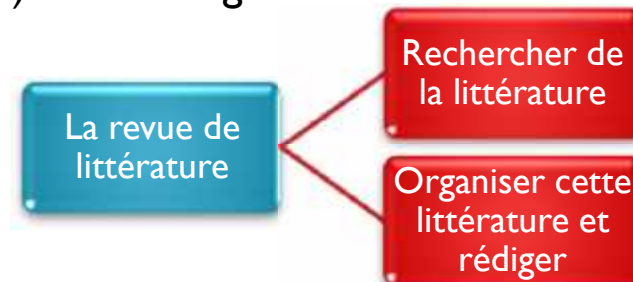 La revue de
littérature
Rechercher de
la littérature
Organiser cette
littérature et
rédiger